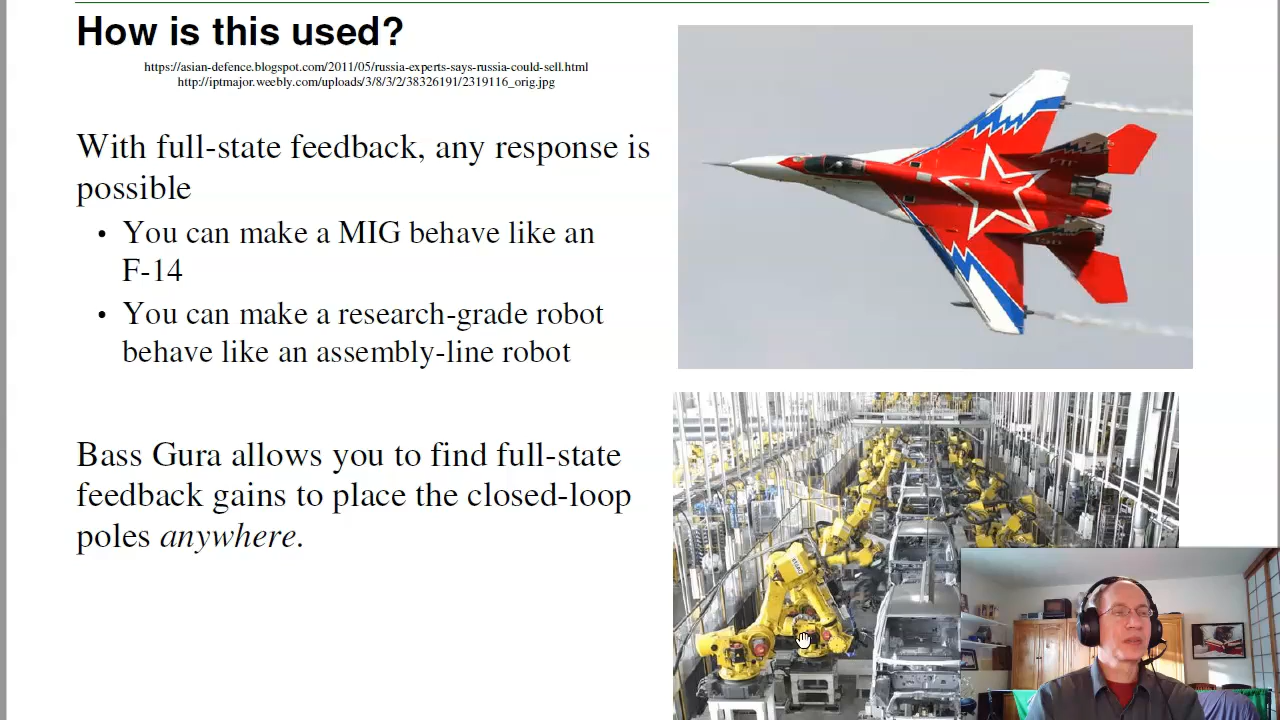 How is this used?
https://asian-defence.blogspot.com/2011/05/russia-experts-says-russia-could-sell.html
http://iptmajor.weebly.com/uploads/3/8/3/2/38326191/2319116_orig.jpg
With full-state feedback, any response is
possible
• You can make a MIG behave like an
F-14
• You can make a research-grade robot
behave like an assembly-line robot
Bass Gura allows you to find full-state
feedback gains to place the closed-loop
poles anywhere.